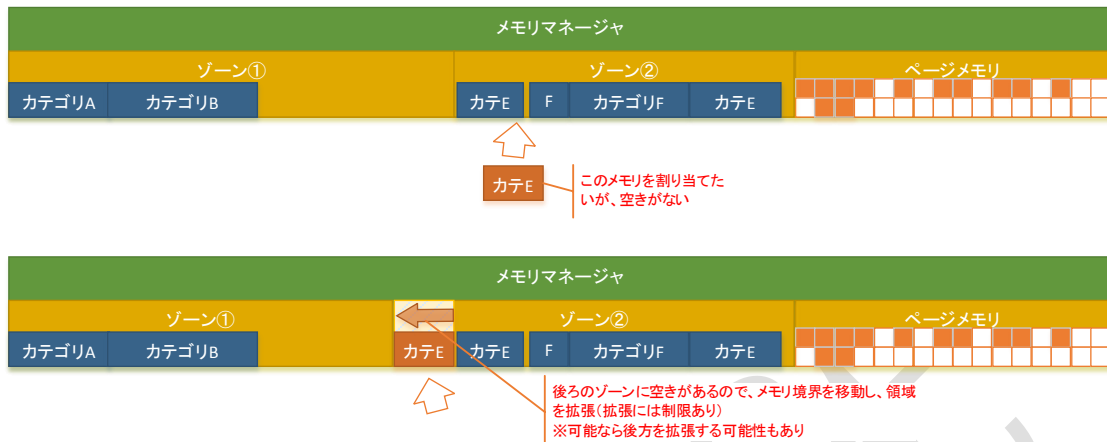 メモリマネージャ
ゾーン①
ゾーン②
ページメモリ
カテゴリA
カテゴリB
カテE
F
カテゴリF
カテE
カテE
このメモリを割り当てた
いが、空きがない
メモリマネージャ
ゾーン①
ゾーン②
ページメモリ
カテゴリA
カテゴリB
カテE
カテE
F
カテゴリF
カテE
後ろのゾーンに空きがあるので、メモリ境界を移動し、領域
を拡張(拡張には制限あり)
※可能なら後方を拡張する可能性もあり